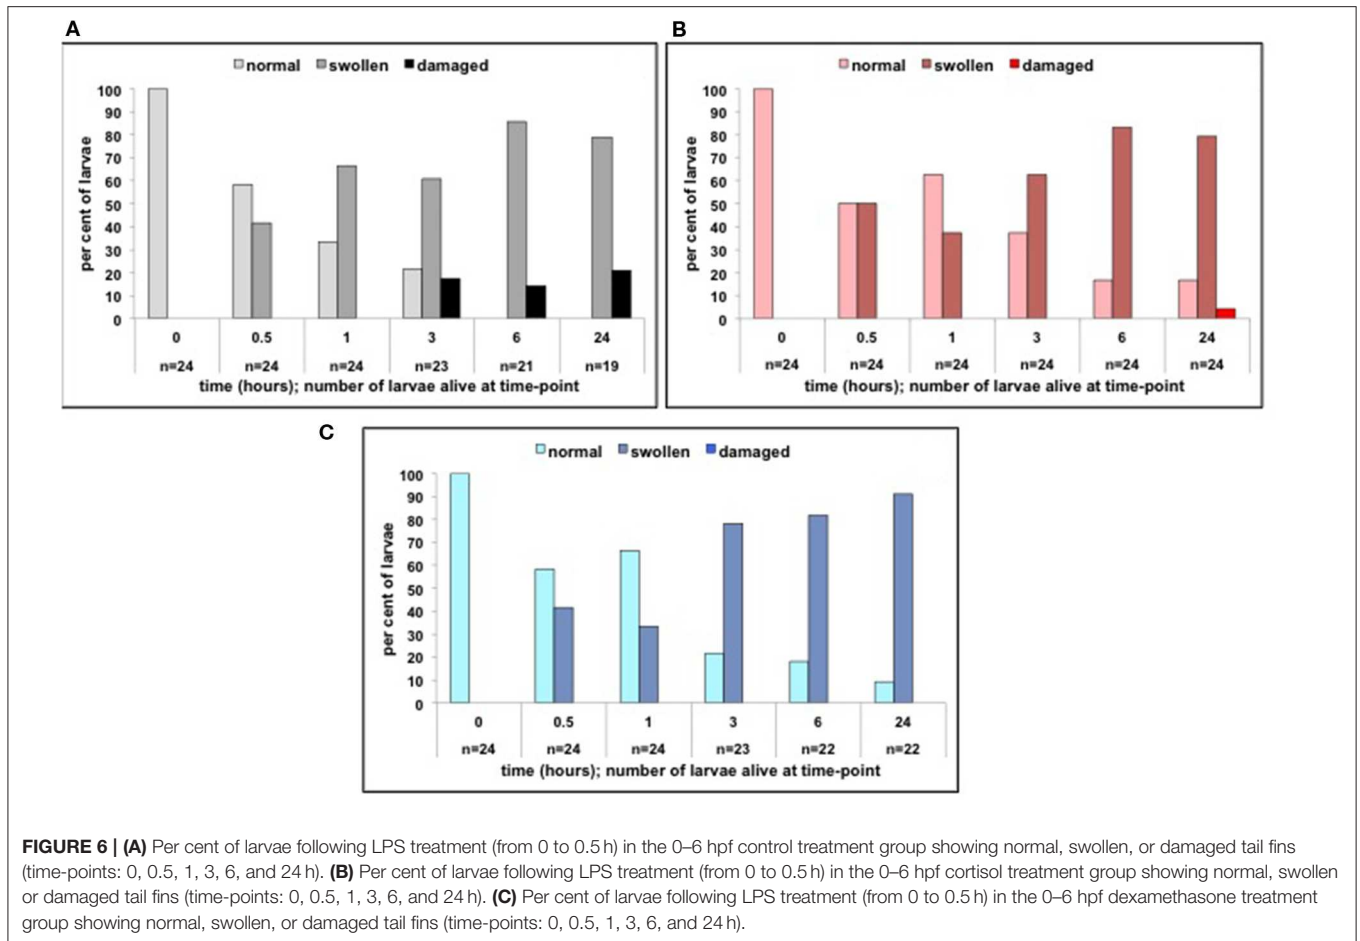 A
normal swollen damaged
100
90
80
70
60
50
40
30
20
10
0
per cent of larvae
0 0.5 1 3 6 24
n=24 n=24 n=24 n=23 n=21 n=19
time (hours); number of larvae alive at time-point
B
normal swollen damaged
100
90
80
70
60
50
40
30
20
10
0
per cent of larvae
0 0.5 1 3 6 24
n=24 n=24 n=24 n=24 n=24 n=24
time (hours); number of larvae alive at time-point
C
normal swollen damaged
100
90
80
70
60
50
40
30
20
10
0
per cent of larvae
0 0.5 1 3 6 24
n=24 n=24 n=24 n=23 n=22 n=22
time (hours); number of larvae alive at time-point
FIGURE 6 | (A) Per cent of larvae following LPS treatment (from 0 to 0.5 h) in the 0–6 hpf control treatment group showing normal, swollen, or damaged tail fins
(time-points: 0, 0.5, 1, 3, 6, and 24 h). (B) Per cent of larvae following LPS treatment (from 0 to 0.5 h) in the 0–6 hpf cortisol treatment group showing normal, swollen
or damaged tail fins (time-points: 0, 0.5, 1, 3, 6, and 24 h). (C) Per cent of larvae following LPS treatment (from 0 to 0.5 h) in the 0–6 hpf dexamethasone treatment
group showing normal, swollen, or damaged tail fins (time-points: 0, 0.5, 1, 3, 6, and 24 h).